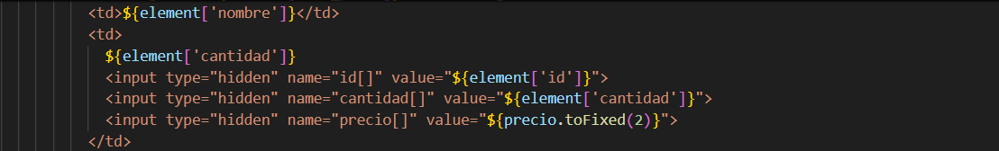 <td>${element['nombre']}</td>
<td>
${element['cantidad']}
<input type="hidden" name="id[]" value="${element['id']}">
<input type="hidden" name="cantidad[]" value="${element['cantidad']}">
<input type="hidden" name="precio[]" value="${precio.toFixed(2)}">
</td>